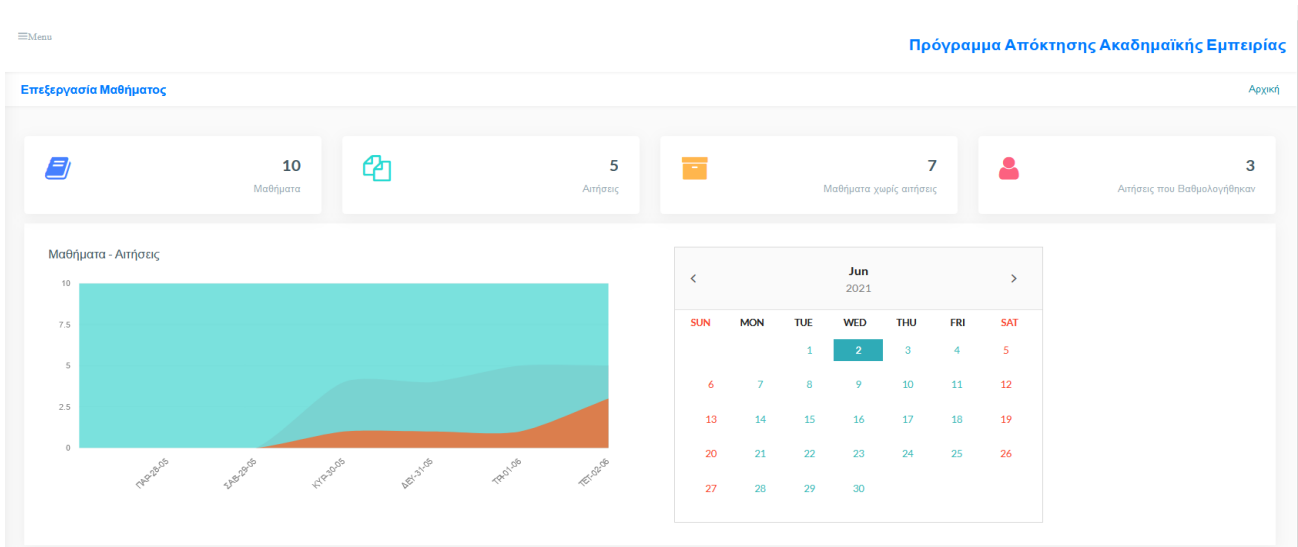 Menu
Πρόγραμμα Απόκτησης Ακαδημαϊκής Εμπειρίας
Επεξεργασία Μαθήματος
Αρχική
10
Μαθήματα
5
Αιτήσεις
7
Μαθήματα χωρίς αιτήσεις
3
Αιτήσεις που Βαθμολογήθηκαν
Μαθήματα - Αιτήσεις
10
7.5
5
2.5
0
ΠΑΡ-28-05
ΣΑΒ-29-05
ΚΥΡ-30-05
ΔΕΥ-31-05
ΤΡΙ-01-06
ΤΕΤ-02-06
Jun
2021
SUN MON TUE WED THU FRI SAT
1 2 3 4 5
6 7 8 9 10 11 12
13 14 15 16 17 18 19
20 21 22 23 24 25 26
27 28 29 30